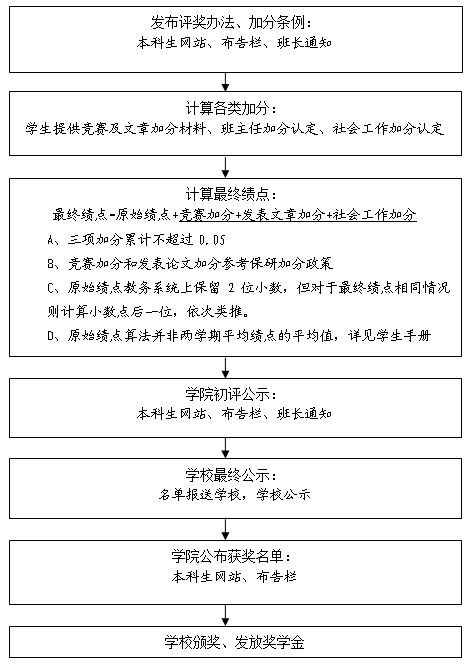 发布评奖办法、加分条例：
本科生网站、布告栏、班长通知
计算各类加分：
学生提供竞赛及文章加分材料、班主任加分认定、社会工作加分认定
计算最终绩点：
最终绩点=原始绩点+竞赛加分+发表文章加分+社会工作加分
A、三项加分累计不超过 0.05
B、竞赛加分和发表论文加分参考保研加分政策
C、原始绩点教务系统上保留 2 位小数，但对于最终绩点相同情况
则计算小数点后一位，依次类推。
D、原始绩点算法并非两学期平均绩点的平均值，详见学生手册
学院初评公示：
本科生网站、布告栏、班长通知
学校最终公示：
名单报送学校，学校公示
学院公布获奖名单：
本科生网站、布告栏
学校颁奖、发放奖学金